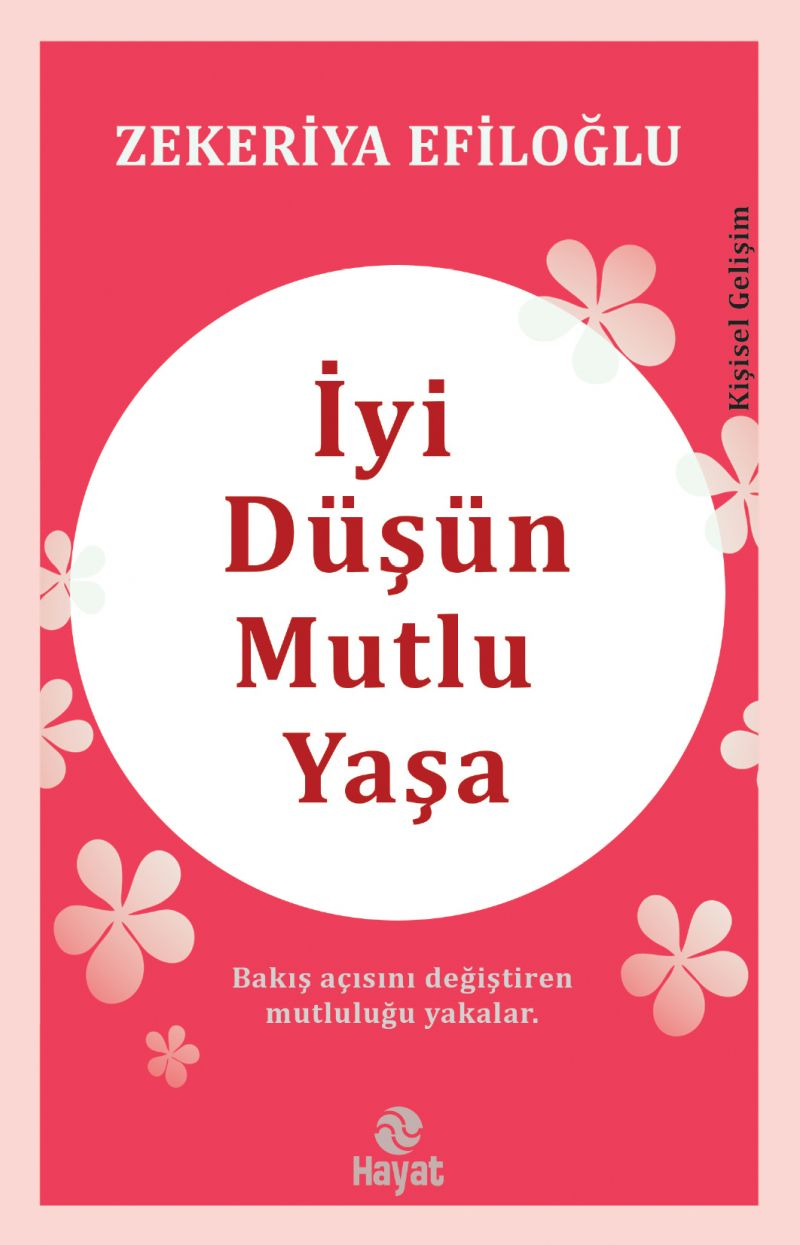 ZEKERİYA EFİLOĞLU
Kişisel Gelişim
İyi
Düşün
Mutlu
Yaşa
Bakış açısını değiştiren
mutluluğu yakalar.
Hayat